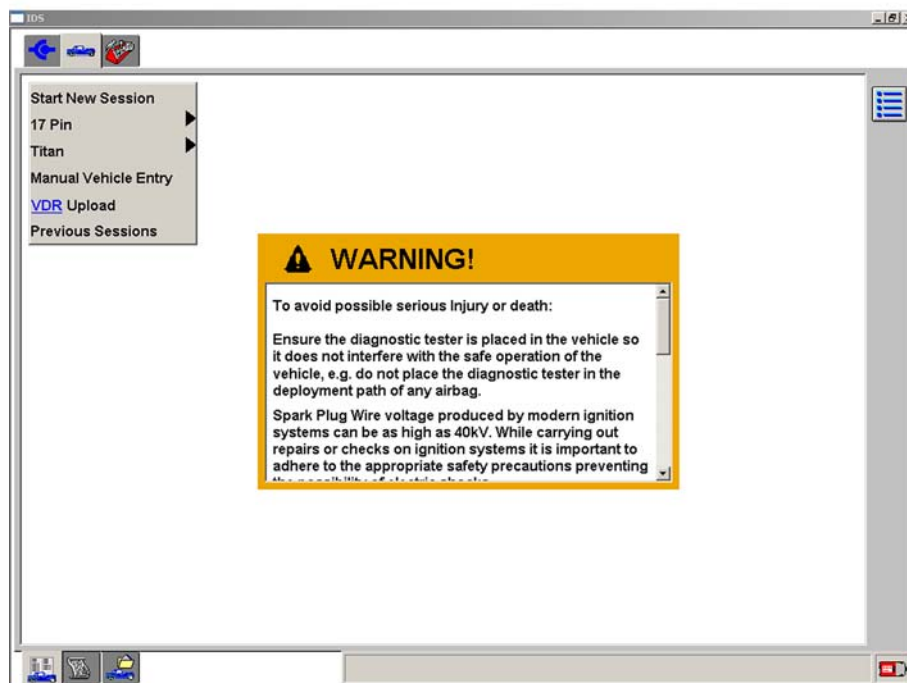 IDS
Start New Session
17 Pin
Titan
Manual Vehicle Entry
VDR Upload
Previous Sessions
WARNING!
To avoid possible serious Injury or death:
Ensure the diagnostic tester is placed in the vehicle so
it does not interfere with the safe operation of the
vehicle, e.g. do not place the diagnostic tester in the
deployment path of any airbag.
Spark Plug Wire voltage produced by modern ignition
systems can be as high as 40kV. While carrying out
repairs or checks on ignition systems it is important to
adhere to the appropriate safety precautions preventing